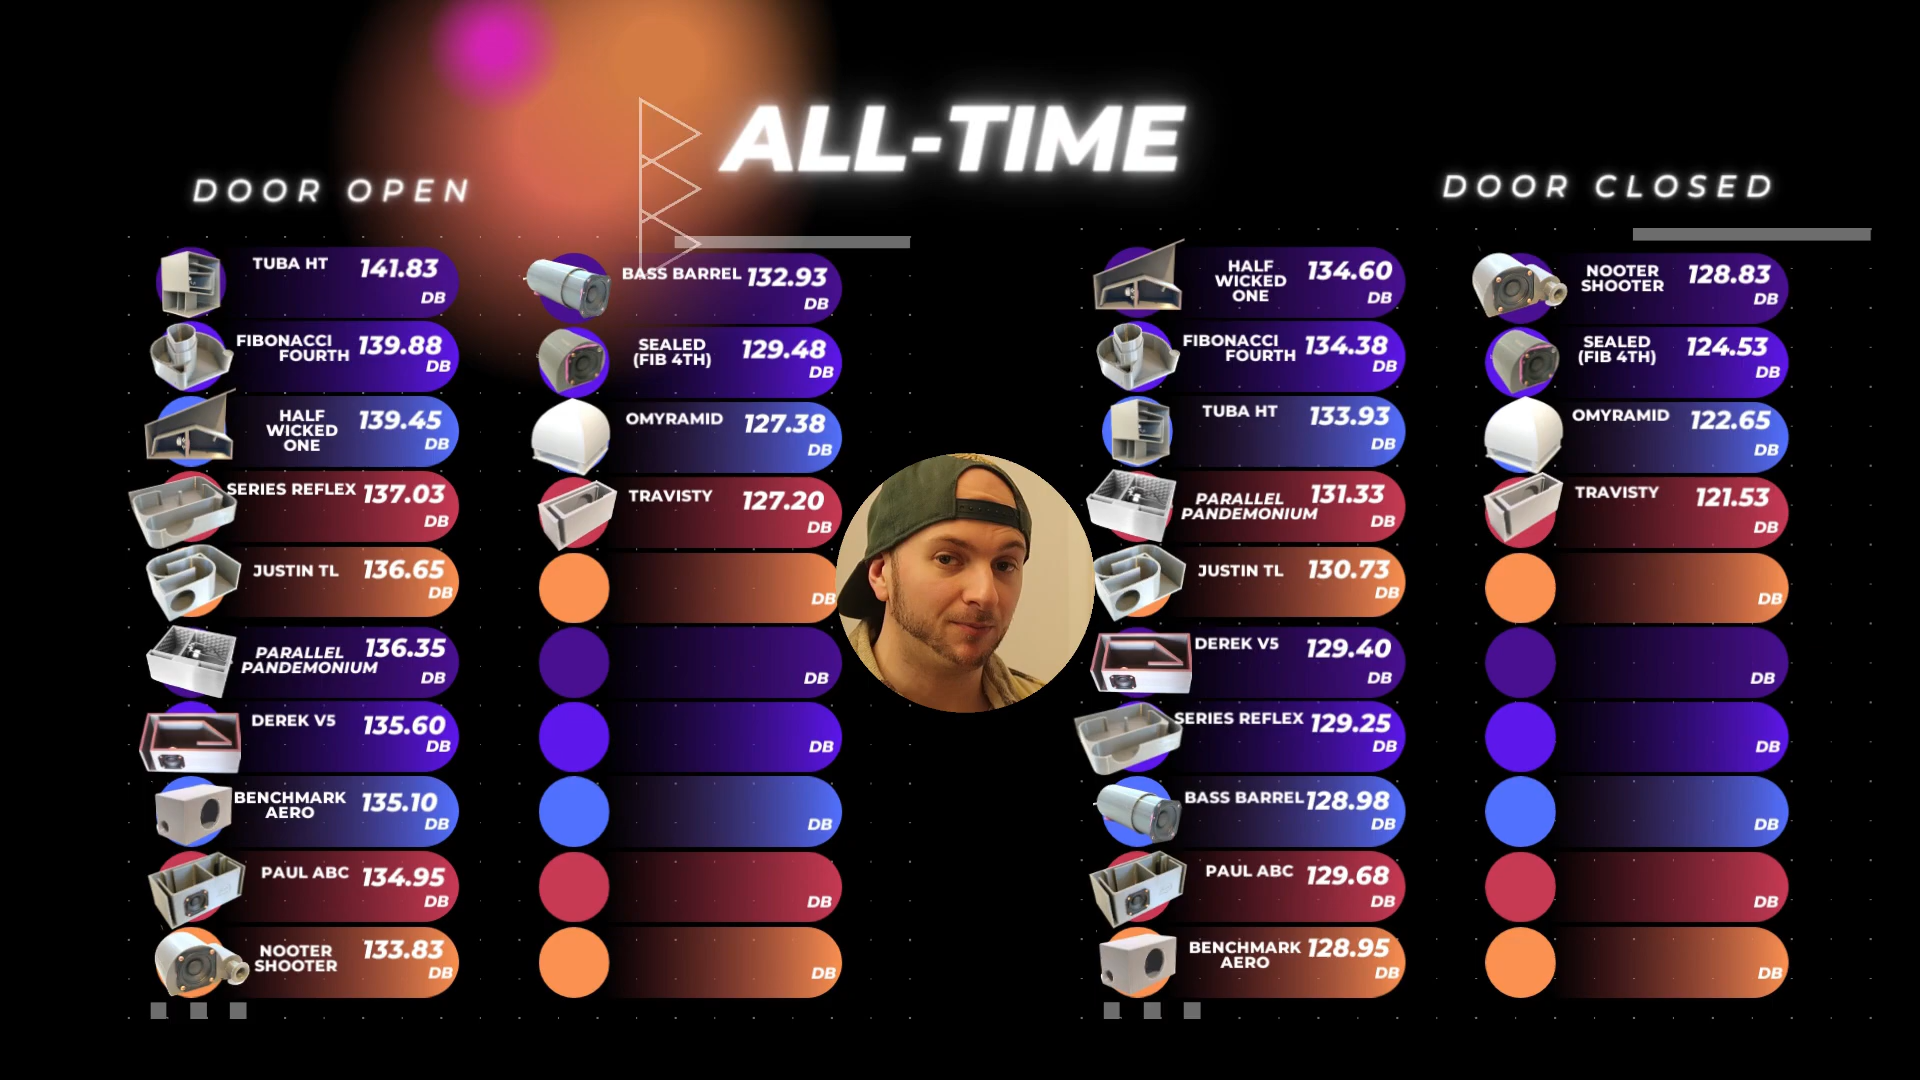 ALL-TIME
DOOR OPEN
TUBA HT 141.83
DB
FIBONACCI
FOURTH 139.88
DB
HALF
WICKED
ONE
139.45
DB
SERIES REFLEX 137.03
DB
JUSTIN TL 136.65
DB
PARALLEL
PANDEMONIUM
136.35
DB
DEREK V5 135.60
DB
BENCHMARK
AERO
135.10
DB
PAUL ABC 134.95
DB
NOOTER
SHOOTER
133.83
DB
BASS BARREL 132.93
DB
SEALED
(FIB 4TH)
129.48
DB
OMYRAMID 127.38
DB
TRAVISTY 127.20
DB
DB
DB
DB
DB
DB
DB
DOOR CLOSED
HALF
WICKED
ONE
134.60
DB
FIBONACCI
FOURTH 134.38
DB
TUBA HT 133.93
DB
PARALLEL
PANDEMONIUM
131.33
DB
JUSTIN TL 130.73
DB
DEREK V5 129.40
DB
SERIES REFLEX 129.25
DB
BASS BARREL 128.98
DB
PAUL ABC 129.68
DB
BENCHMARK
AERO
128.95
DB
NOOTER
SHOOTER
128.83
DB
SEALED
(FIB 4TH)
124.53
DB
OMYRAMID 122.65
DB
TRAVISTY 121.53
DB
DB
DB
DB
DB
DB
DB